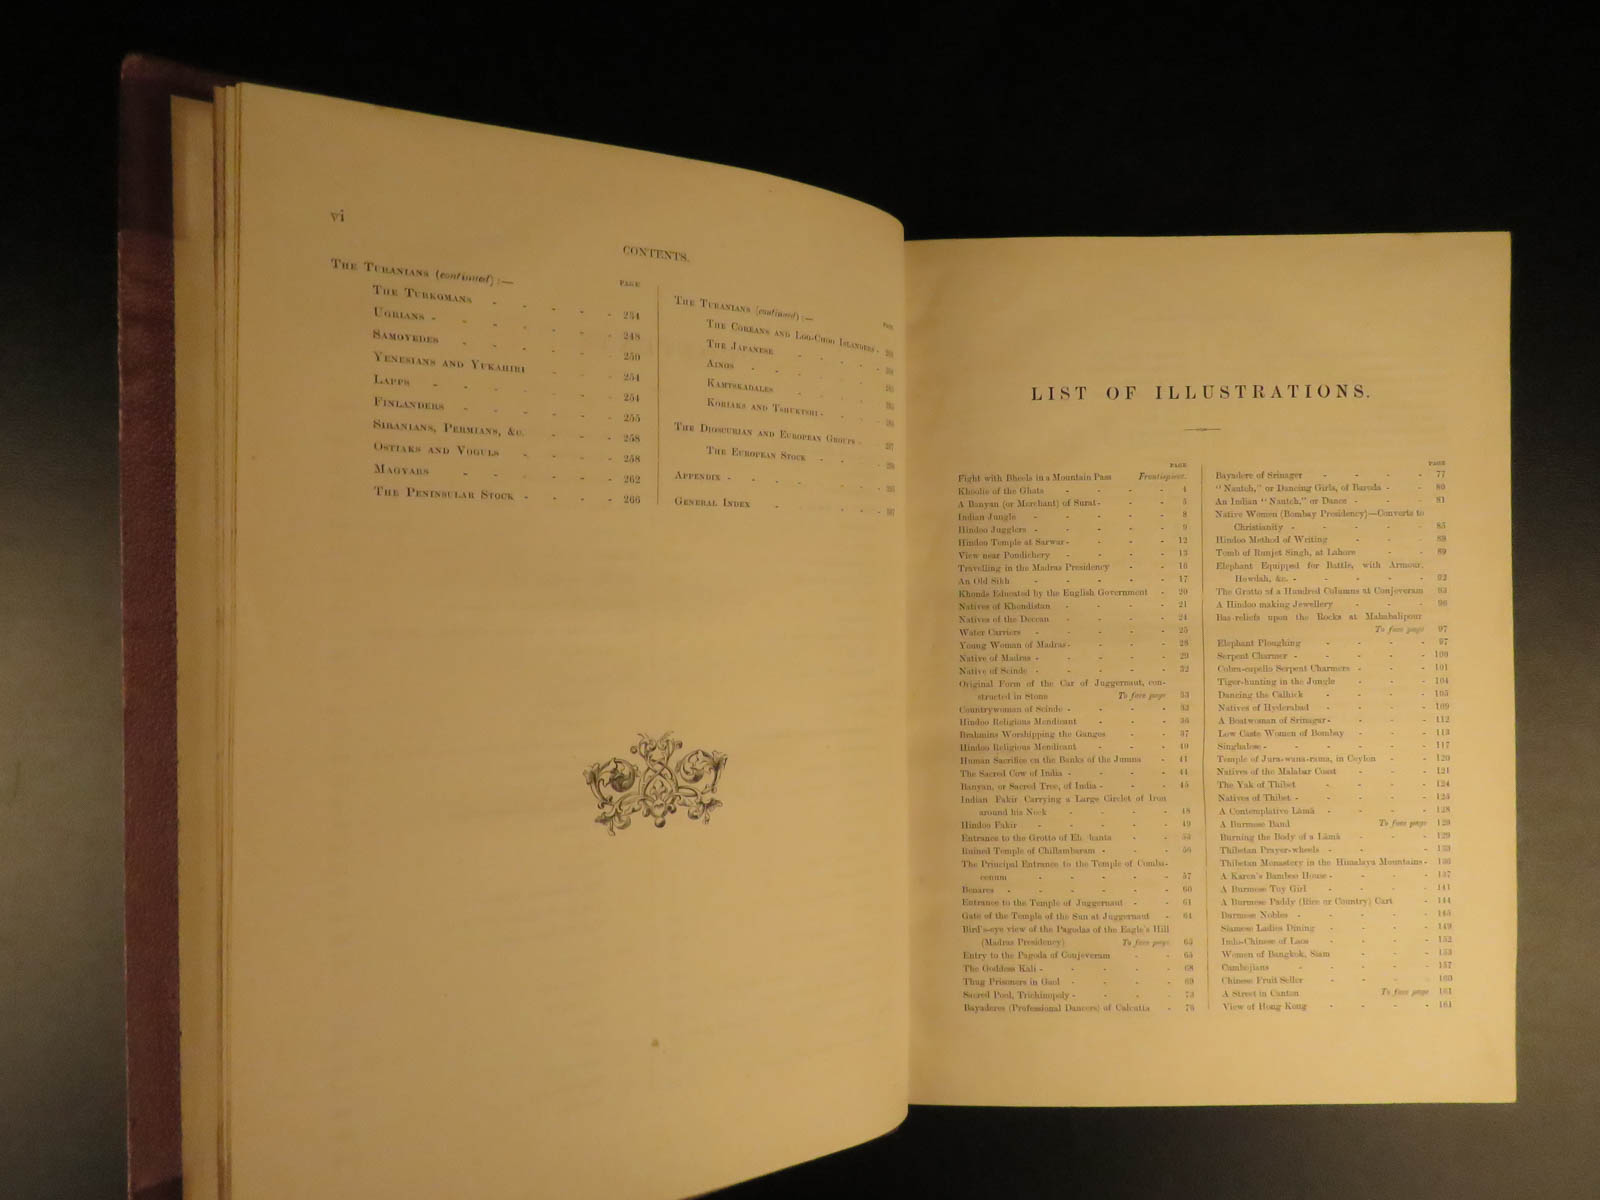 vi
CONTENTS.
PAGE
The Turanians (continued) :—
The Turkomans - - - - - 234
Ugrians - - - - - - 248
Samoyedes - - - - - 250
Yenesians and Yukahiri - - 254
Lapps - - - - - - 254
Finlanders - - - - - 255
Siranians, Permians, &c. - - - 258
Ostiaks and Voguls - - - - 258
Magyars - - - - - 262
The Peninsular Stock - - - - 266
PAGE
The Turanians (continued) :—
The Coreans and Loo-Choo Islanders -
The Japanese - - - - -
Ainos - - - - - -
Kamtskadales - - - - -
Koriaks and Tshuktshi - - - -
The Dioscurian and European Groups -
The European Stock - - - -
Appendix - - - - - -
General Index - - - -
LIST OF ILLUSTRATIONS.
PAGE
Fight with Bheels in a Mountain Pass Frontispiece.
Khoolie of the Ghats - - - - 4
A Banyan (or Merchant) of Surat - - - 5
Indian Jungle - - - - - 8
Hindoo Jugglers - - - - - 9
Hindoo Temple at Sarwar - - - - 12
View near Pondichery - - - - 13
Travelling in the Madras Presidency - - 16
An Old Sikh - - - - - 17
Khonds Educated by the English Government - 20
Natives of Khondistan - - - - 21
Natives of the Deccan - - - - 24
Water Carriers - - - - - 25
Young Woman of Madras - - - - 28
Native of Madras - - - - - 29
Native of Scinde - - - - - 32
Original Form of the Car of Juggernaut, con-
structed in Stone To face page 33
Countrywoman of Scinde - - - - 33
Hindoo Religious Mendicant - - - 36
Brahmins Worshipping the Ganges - - 37
Hindoo Religious Mendicant - - - 40
Human Sacrifice on the Banks of the Jumna - 41
The Sacred Cow of India - - - - 44
Banyan, or Sacred Tree, of India - - - 45
Indian Fakir Carrying a Large Circlet of Iron
around his Neck - - - - 48
Hindoo Fakir - - - - - 49
Entrance to the Grotto of Elephanta - - 53
Ruined Temple of Chillambaram - - - 56
The Principal Entrance to the Temple of Comba-
conum - - - - - 57
Benares - - - - - - 60
Entrance to the Temple of Juggernaut - - 61
Gate of the Temple of the Sun at Juggernaut - 64
Bird's-eye view of the Pagodas of the Eagle's Hill
(Madras Presidency) To face page 65
Entry to the Pagoda of Conjeveram - - 65
The Goddess Kali - - - - - 68
Thug Prisoners in Gaol - - - - 69
Sacred Pool, Trichinopoly - - - - 73
Bayaderes (Professional Dancers) of Calcutta - 76
PAGE
Bayadere of Srinager - - - - 77
“Nautch,” or Dancing Girls, of Baroda - - 80
An Indian “Nautch,” or Dance - - - 81
Native Women (Bombay Presidency)—Converts to
Christianity - - - - - 85
Hindoo Method of Writing - - - 88
Tomb of Runjet Singh, at Lahore - - 89
Elephant Equipped for Battle, with Armour,
Howdah, &c. - - - - - 92
The Grotto of a Hundred Columns at Conjeveram 93
A Hindoo making Jewellery - - - 96
Bas-reliefs upon the Rocks at Mahabalipour
To face page 97
Elephant Ploughing - - - - 97
Serpent Charmer - - - - - 100
Cobra-capello Serpent Charmers - - - 101
Tiger-hunting in the Jungle - - - 104
Dancing the Cathuck - - - - 105
Natives of Hyderabad - - - - 109
A Boatwoman of Srinagar - - - - 112
Low Caste Women of Bombay - - - 113
Singhalese - - - - - - 117
Temple of Jura-wana-rama, in Ceylon - - 120
Natives of the Malabar Coast - - - 121
The Yak of Thibet - - - - 124
Natives of Thibet - - - - - 125
A Contemplative Lâmâ - - - - 128
A Burmese Band To face page 129
Burning the Body of a Lâmâ - - - 129
Thibetan Prayer-wheels - - - - 133
Thibetan Monastery in the Himalaya Mountains - 136
A Karen's Bamboo House - - - - 137
A Burmese Toy Girl - - - - 141
A Burmese Paddy (Rice or Country) Cart - 144
Burmese Nobles - - - - - 145
Siamese Ladies Dining - - - - 149
Indo-Chinese of Laos - - - - 152
Women of Bangkok, Siam - - - 153
Cambojians - - - - - 157
Chinese Fruit Seller - - - - 160
A Street in Canton To face page 161
View of Hong Kong - - - - 161